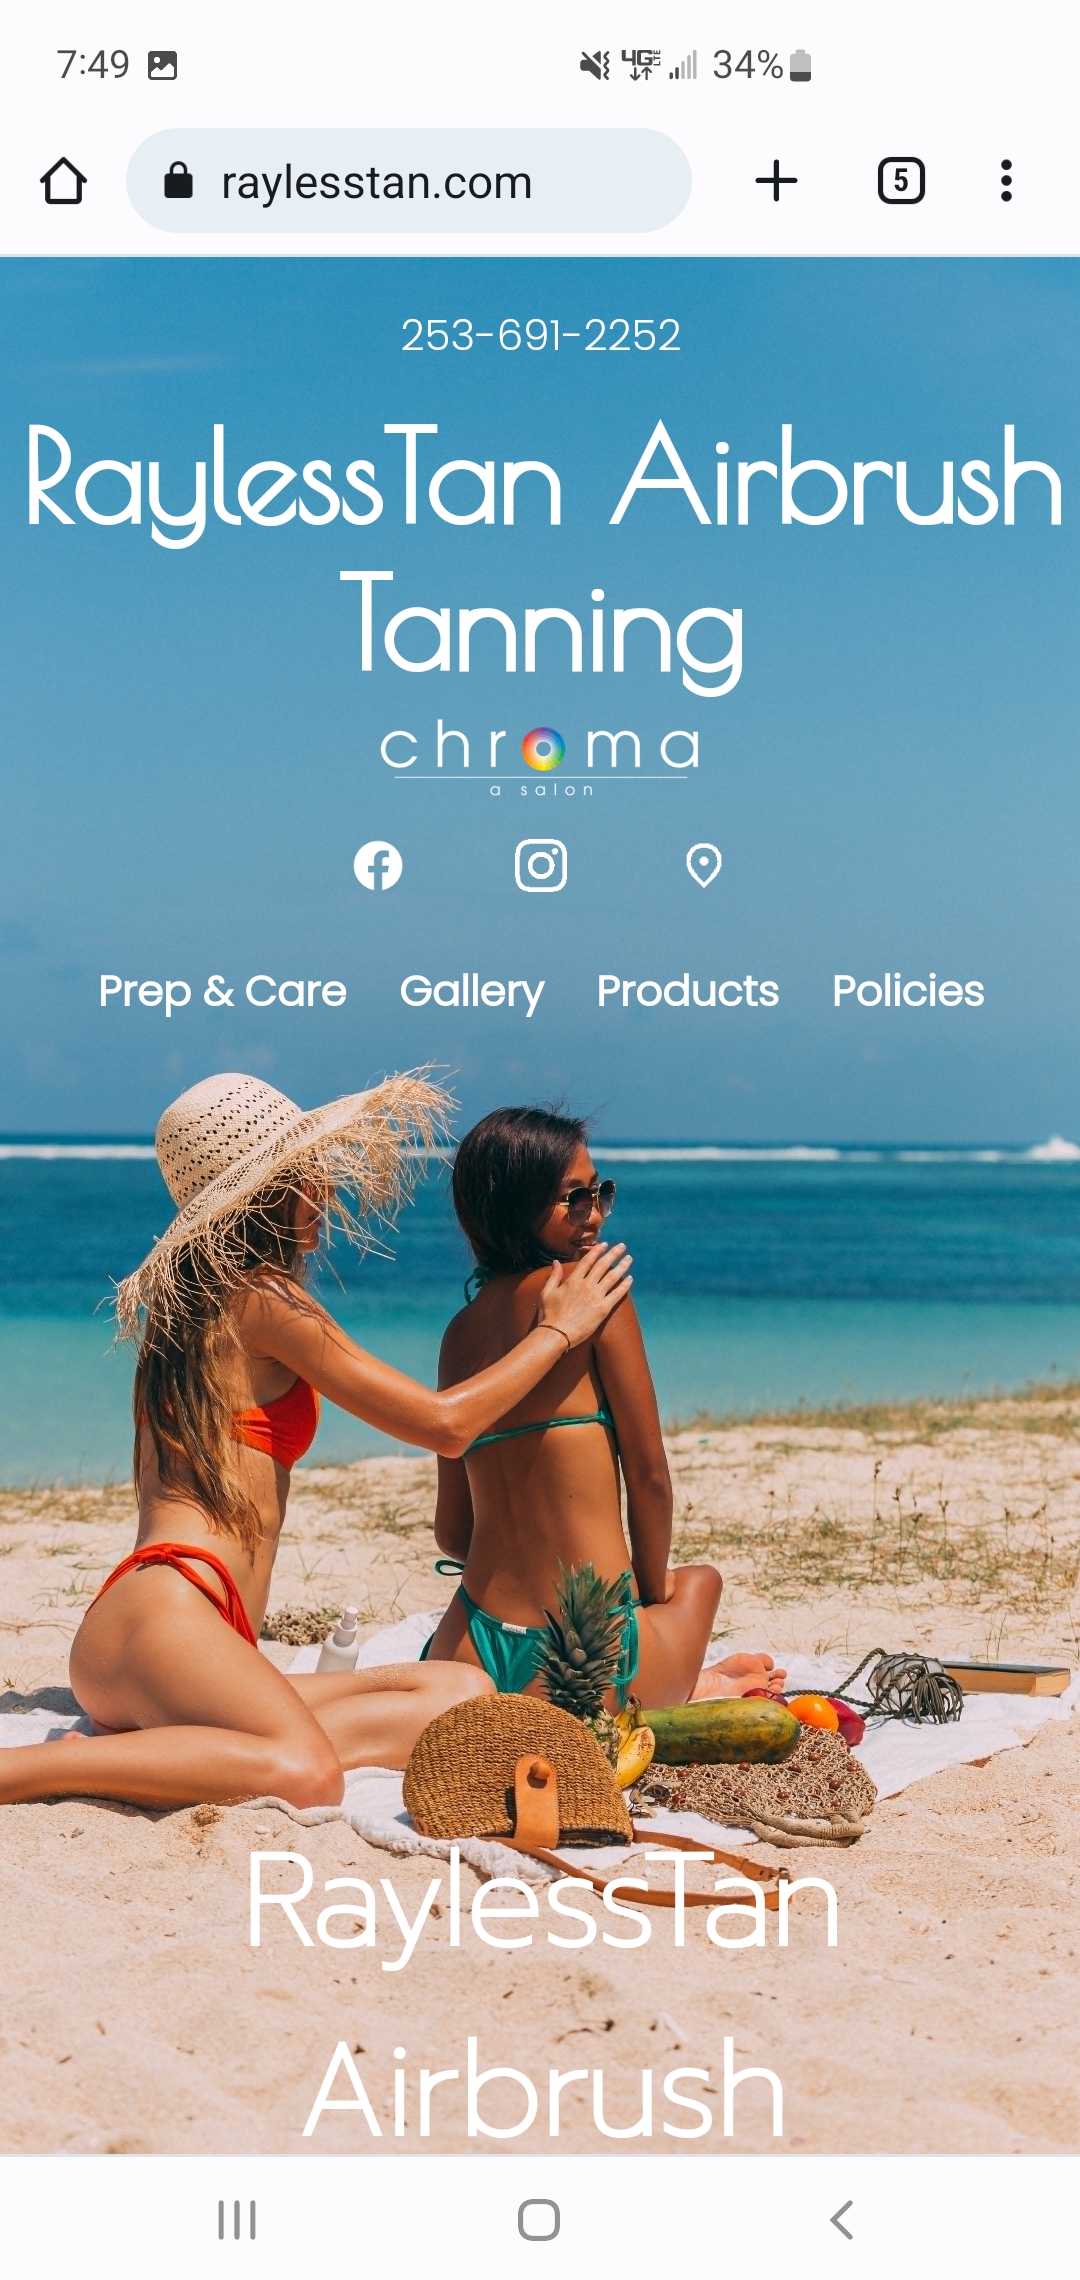 7:49 4G LTE 34%
raylesstan.com 5
253-691-2252
RaylessTan Airbrush
Tanning
chroma
a salon
Prep & Care Gallery Products Policies
RaylessTan
Airbrush